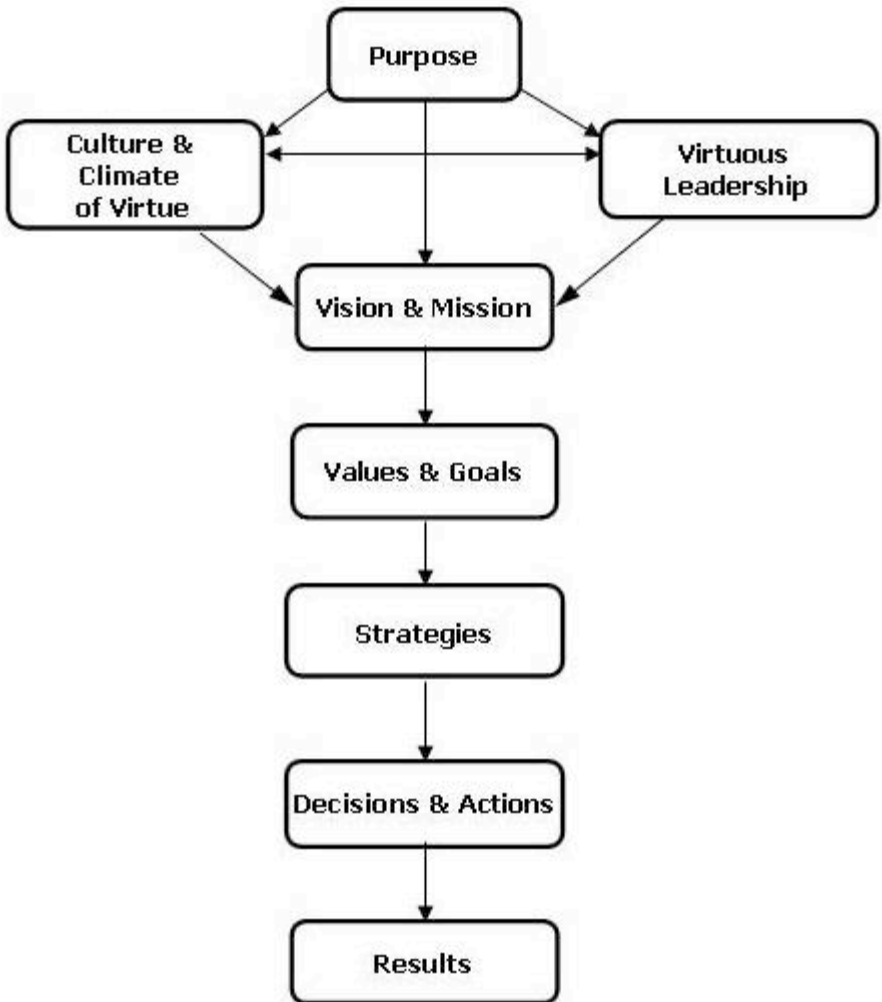 Purpose
Culture &
Climate
of Virtue
Virtuous
Leadership
Vision & Mission
Values & Goals
Strategies
Decisions & Actions
Results